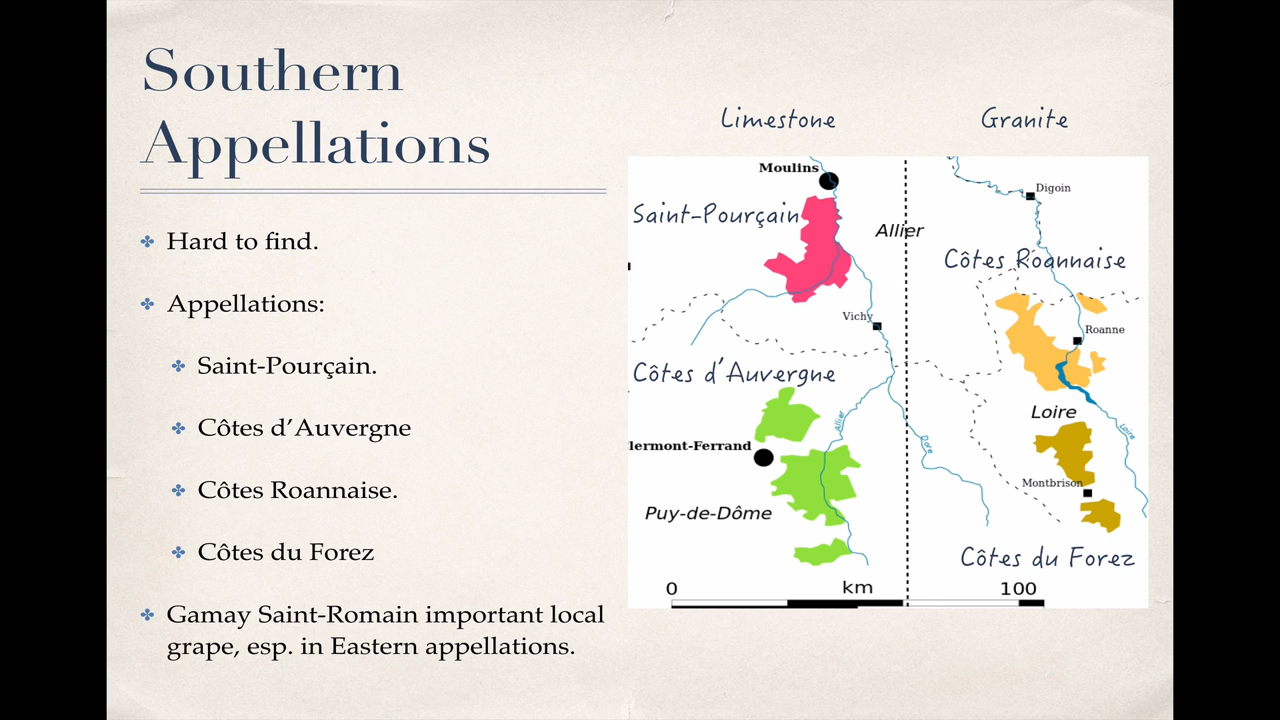 Southern
Appellations
Hard to find.
Appellations:
Saint-Pourçain.
Côtes d’Auvergne
Côtes Roannaise.
Côtes du Forez
Gamay Saint-Romain important local
grape, esp. in Eastern appellations.
Limestone
Granite
Moulins
Digoin
Saint-Pourçain
Allier
Côtes Roannaise
Vichy
Roanne
Côtes d’Auvergne
Loire
Allier
Loire
lermont-Ferrand
Dore
Montbrison
Puy-de-Dôme
Côtes du Forez
0 km 100